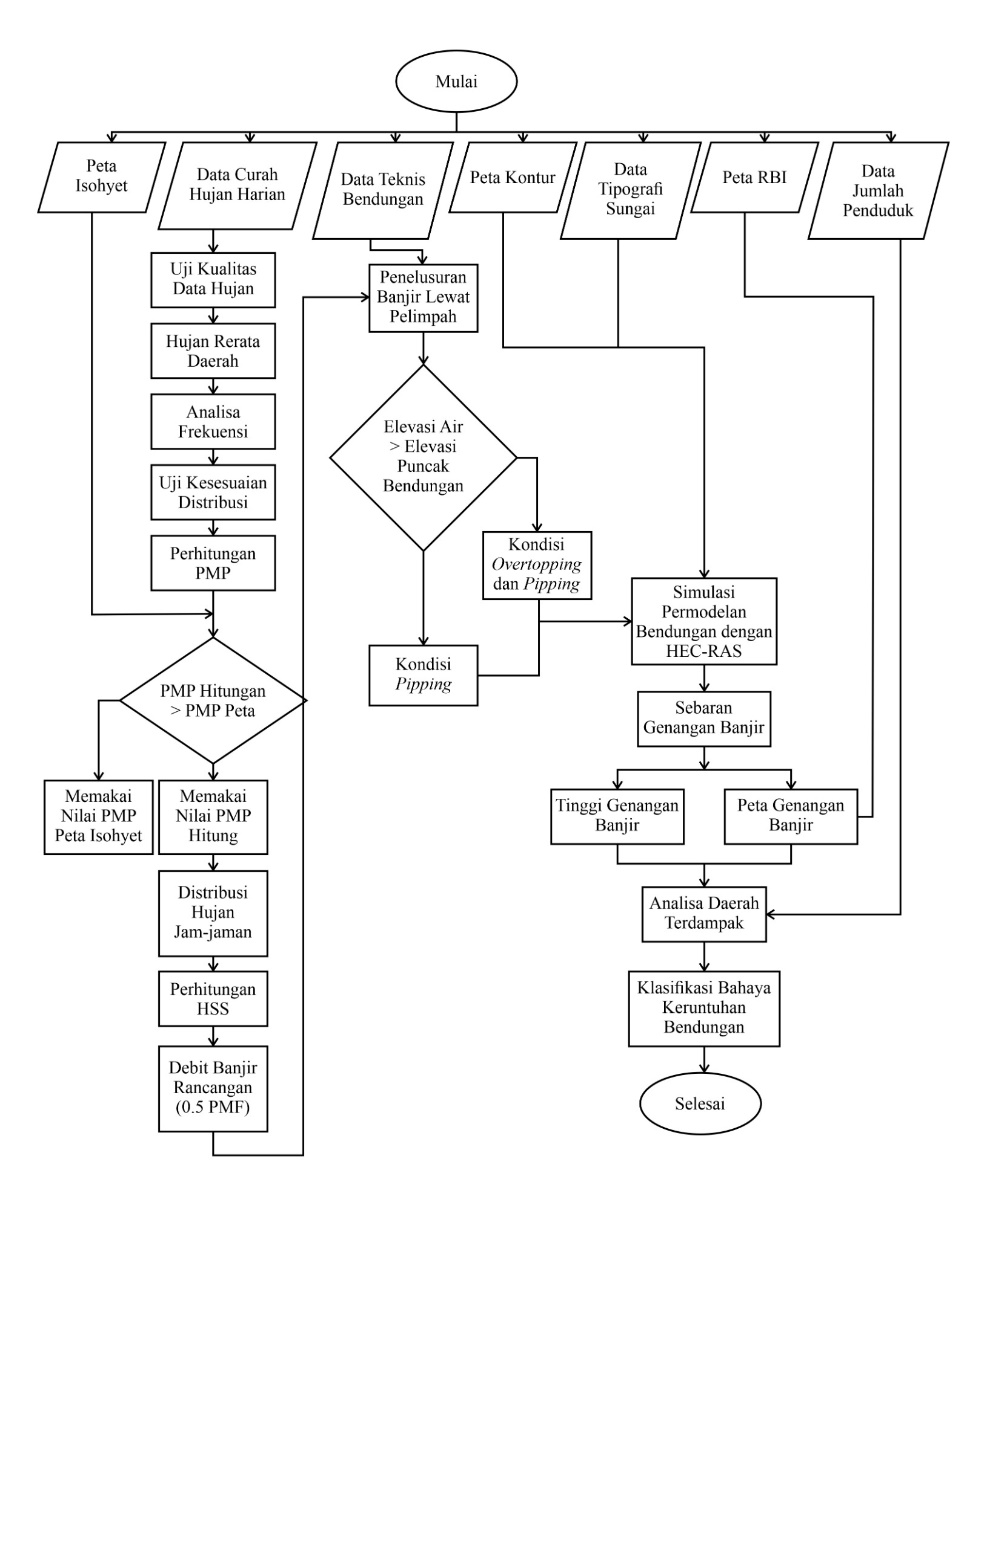 Mulai
Peta
Isohyet
Data Curah
Hujan Harian
Data Teknis
Bendungan
Peta Kontur
Data
Tipografi
Sungai
Peta RBI
Data
Jumlah
Penduduk
Uji Kualitas
Data Hujan
Hujan Rerata
Daerah
Analisa
Frekuensi
Uji Kesesuaian
Distribusi
Perhitungan
PMP
PMP Hitungan
> PMP Peta
Memakai
Nilai PMP
Peta Isohyet
Memakai
Nilai PMP
Hitung
Distribusi
Hujan
Jam-jaman
Perhitungan
HSS
Debit Banjir
Rancangan
(0.5 PMF)
Penelusuran
Banjir Lewat
Pelimpah
Elevasi Air
> Elevasi
Puncak
Bendungan
Kondisi
Overtopping
dan Pipping
Kondisi
Pipping
Simulasi
Permodelan
Bendungan dengan
HEC-RAS
Sebaran
Genangan Banjir
Tinggi Genangan
Banjir
Peta Genangan
Banjir
Analisa Daerah
Terdampak
Klasifikasi Bahaya
Keruntuhan
Bendungan
Selesai